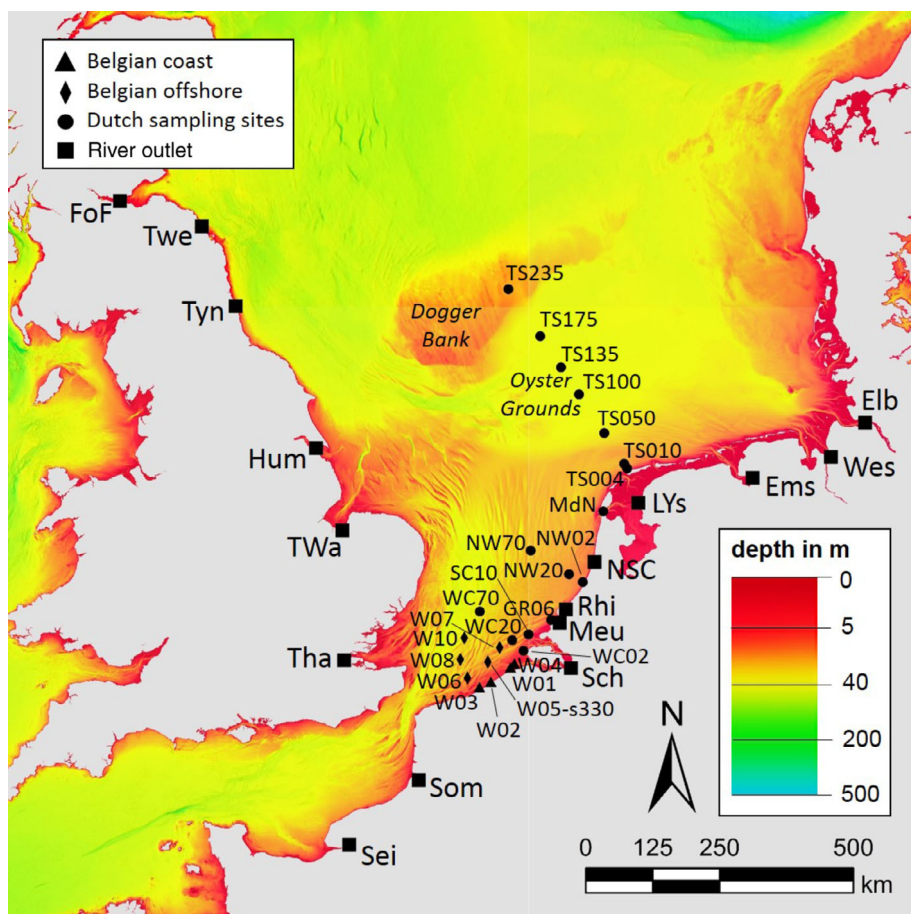 Belgian coast
Belgian offshore
Dutch sampling sites
River outlet
FoF
Twe
Tyn
TS235
Dogger
Bank
TS175
TS135
Oyster
TS100
Grounds
TS050
Elb
Hum
TS010
Wes
TS004
Ems
LYs
MdN
TWa
NW70
NW02
NSC
NW20
SC10
WC70
GR06
Rhi
W07
WC20
Meu
W10
Tha
W08
W04
WC02
W06
W01
Sch
W03
W05-s330
W02
N
Som
Sei
depth in m
0
5
40
200
500
0 125 250 500
km